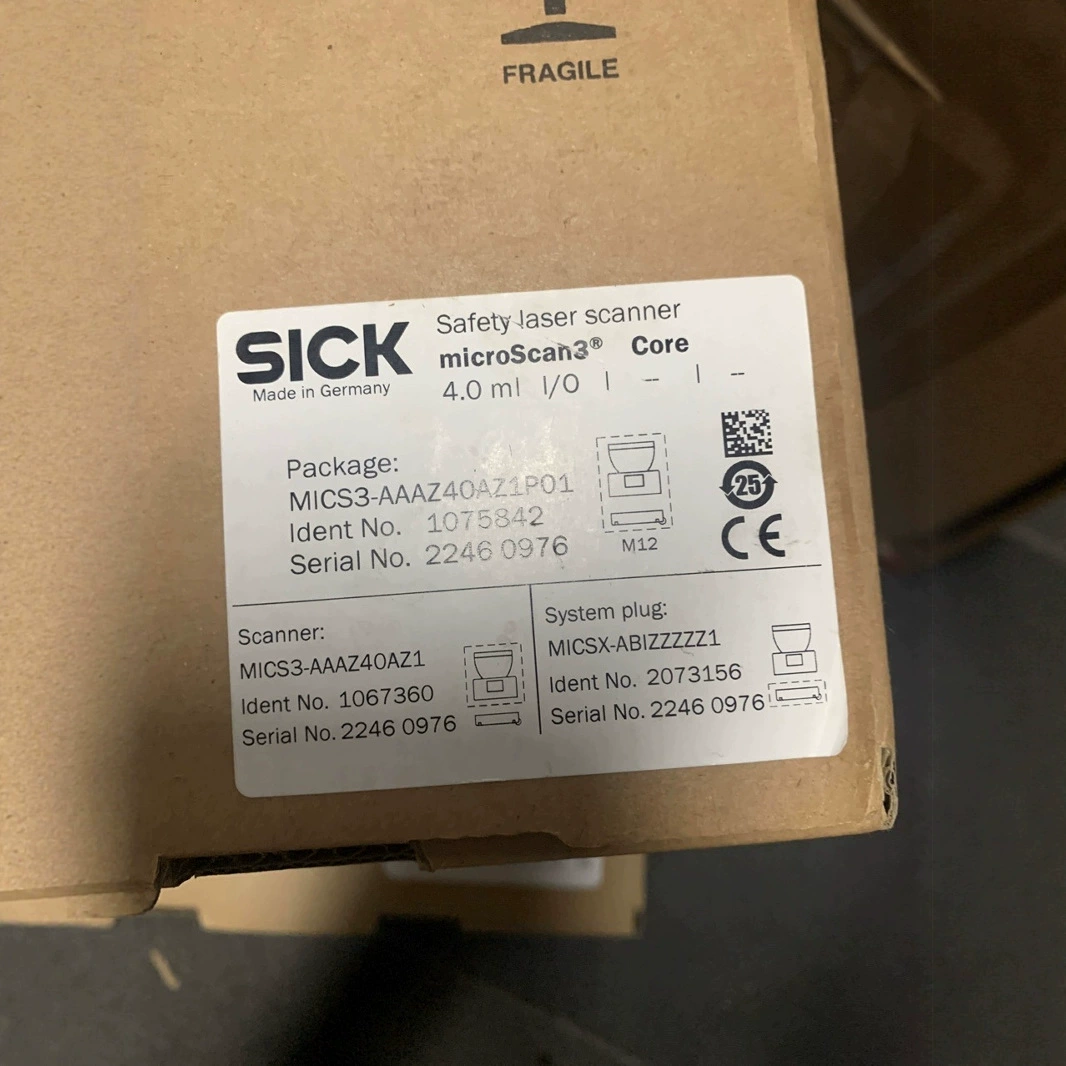 FRAGILE
SICK
Made in Germany
Safety laser scanner
microScan3® Core
4.0 m| I/O | -- | --
Package:
MICS3-AAAZ40AZ1P01
Ident No. 1075842
Serial No. 2246 0976
M12
25
CE
Scanner:
MICS3-AAAZ40AZ1
Ident No. 1067360
Serial No. 2246 0976
System plug:
MICSX-ABIZZZZZ1
Ident No. 2073156
Serial No. 2246 0976